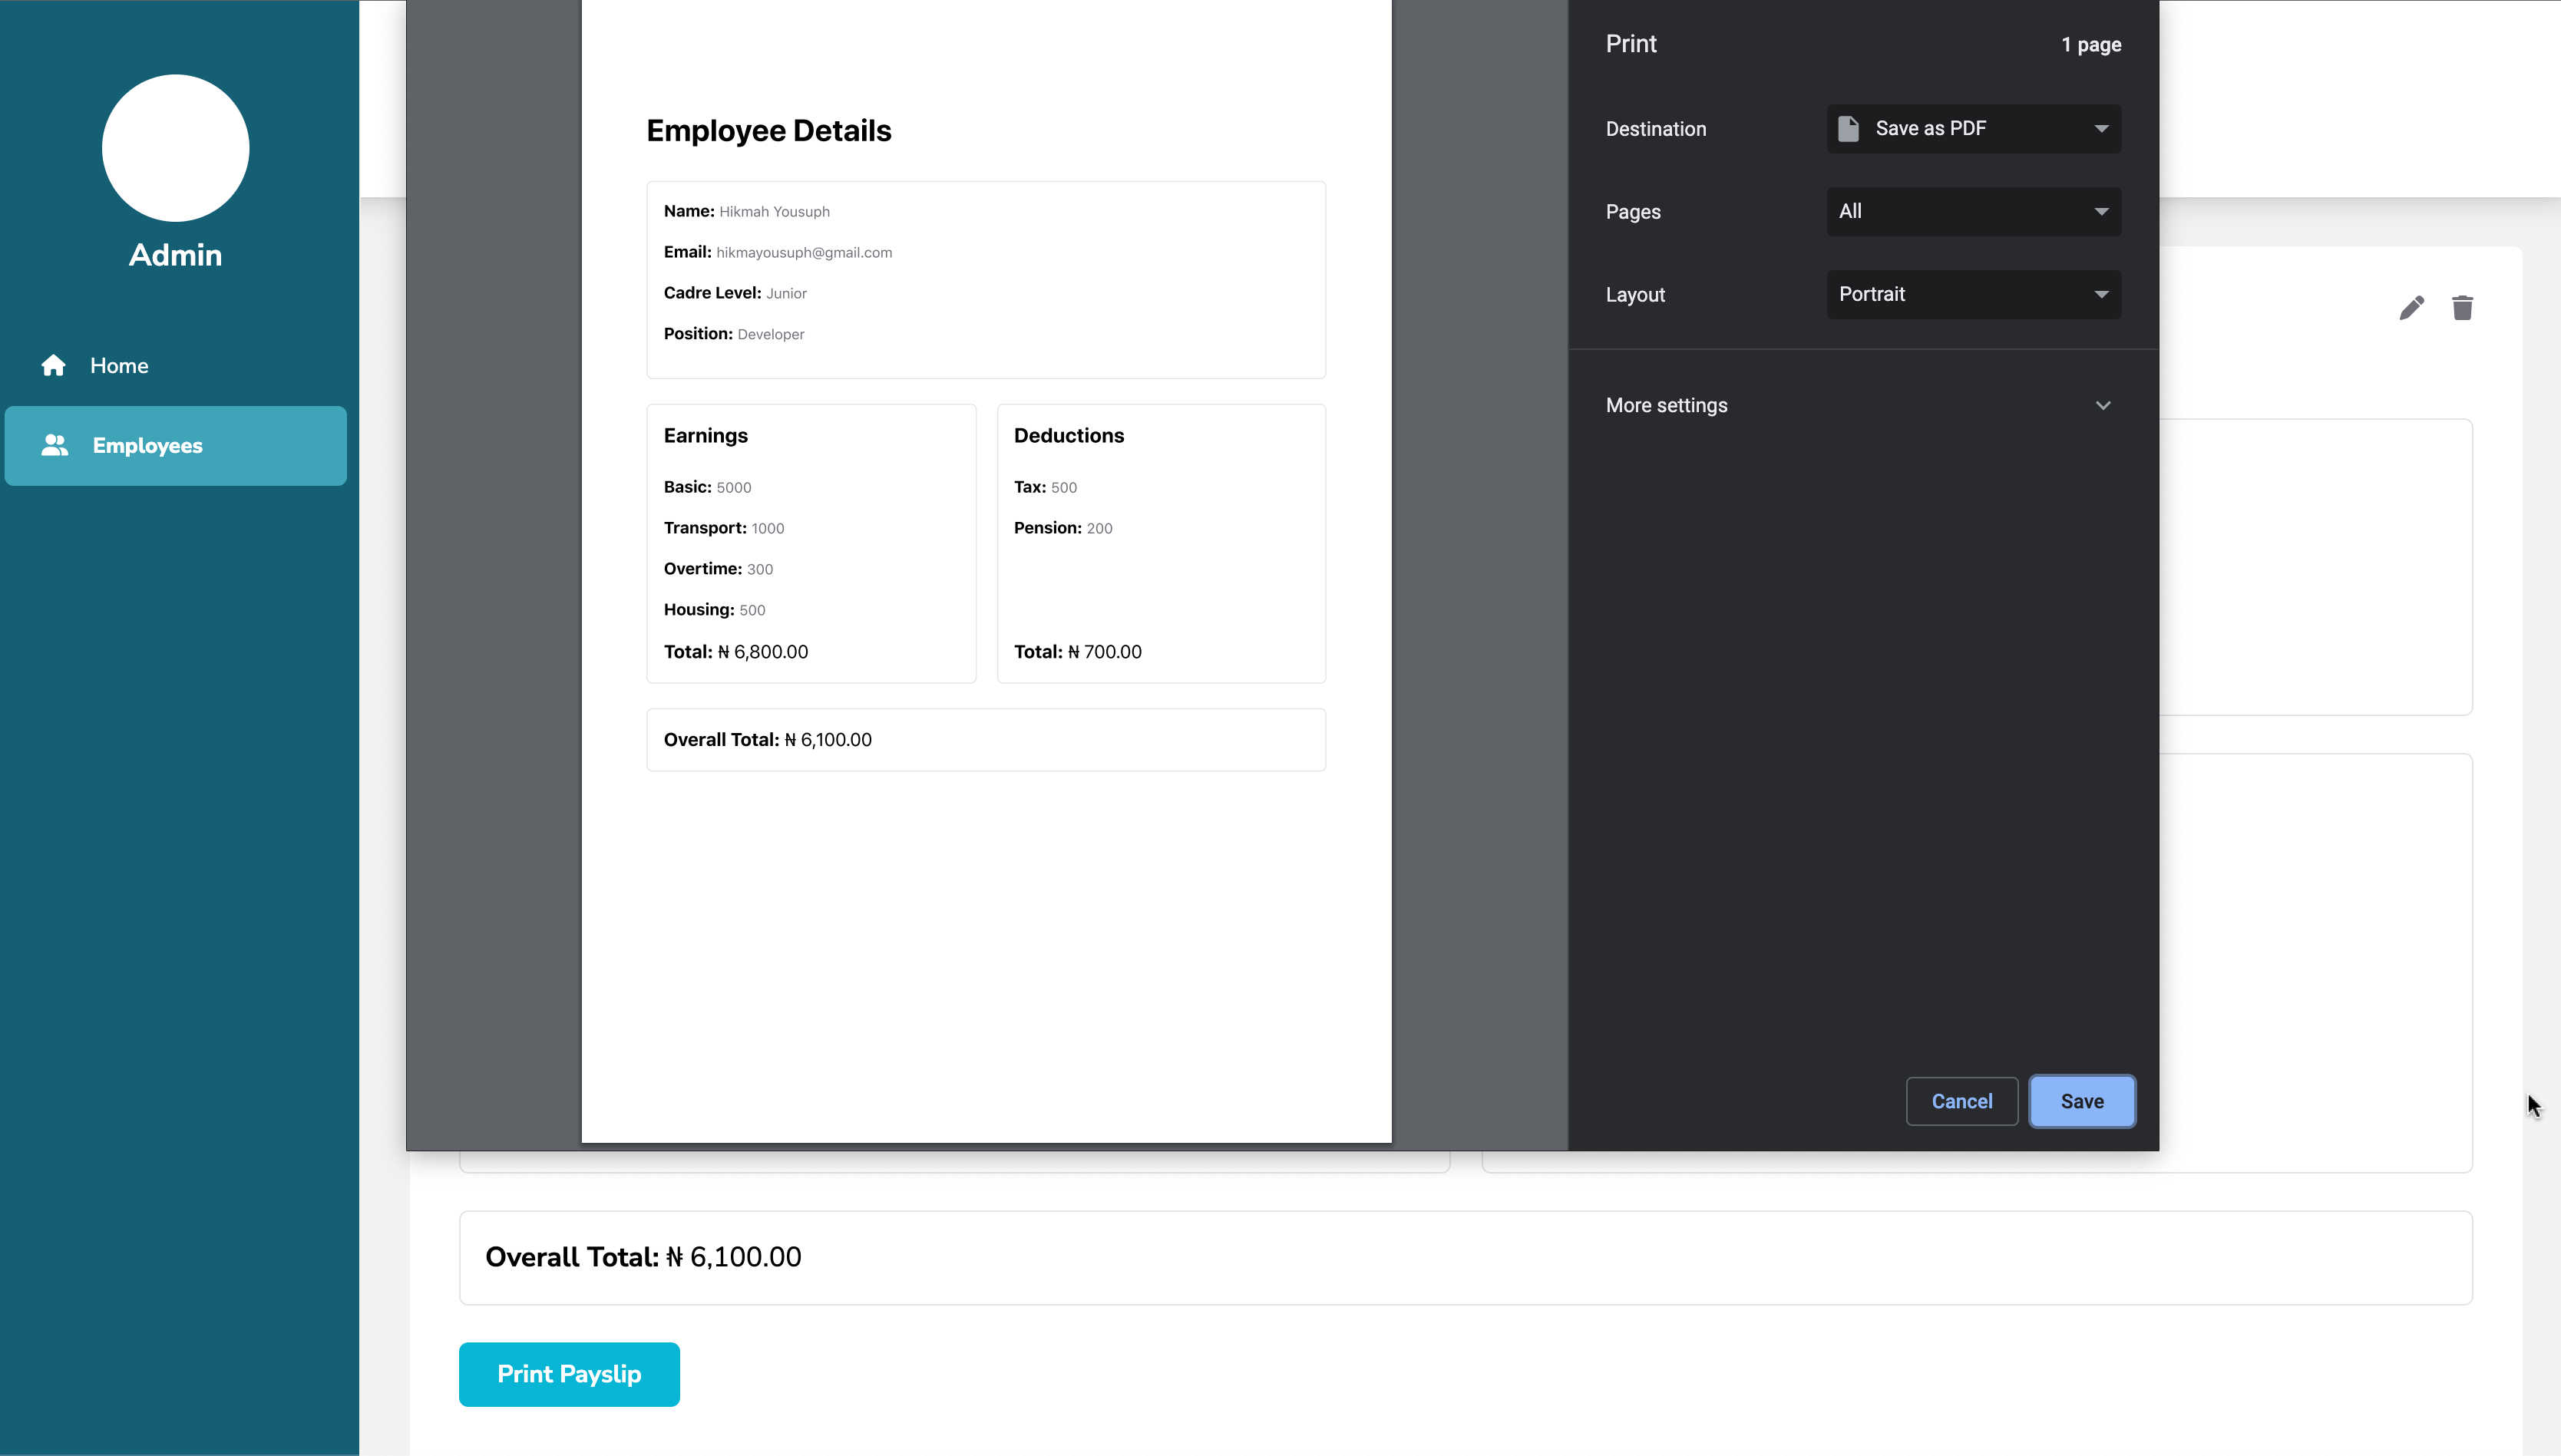 Admin
Home
Employees
Employee Details
Name: Hikmah Yousuph
Email: hikmayousuph@gmail.com
Cadre Level: Junior
Position: Developer
Earnings
Basic: 5000
Transport: 1000
Overtime: 300
Housing: 500
Total: ₦ 6,800.00
Deductions
Tax: 500
Pension: 200
Total: ₦ 700.00
Overall Total: ₦ 6,100.00
Print
1 page
Destination
Save as PDF
Pages
All
Layout
Portrait
More settings
Cancel
Save
Overall Total: ₦ 6,100.00
Print Payslip